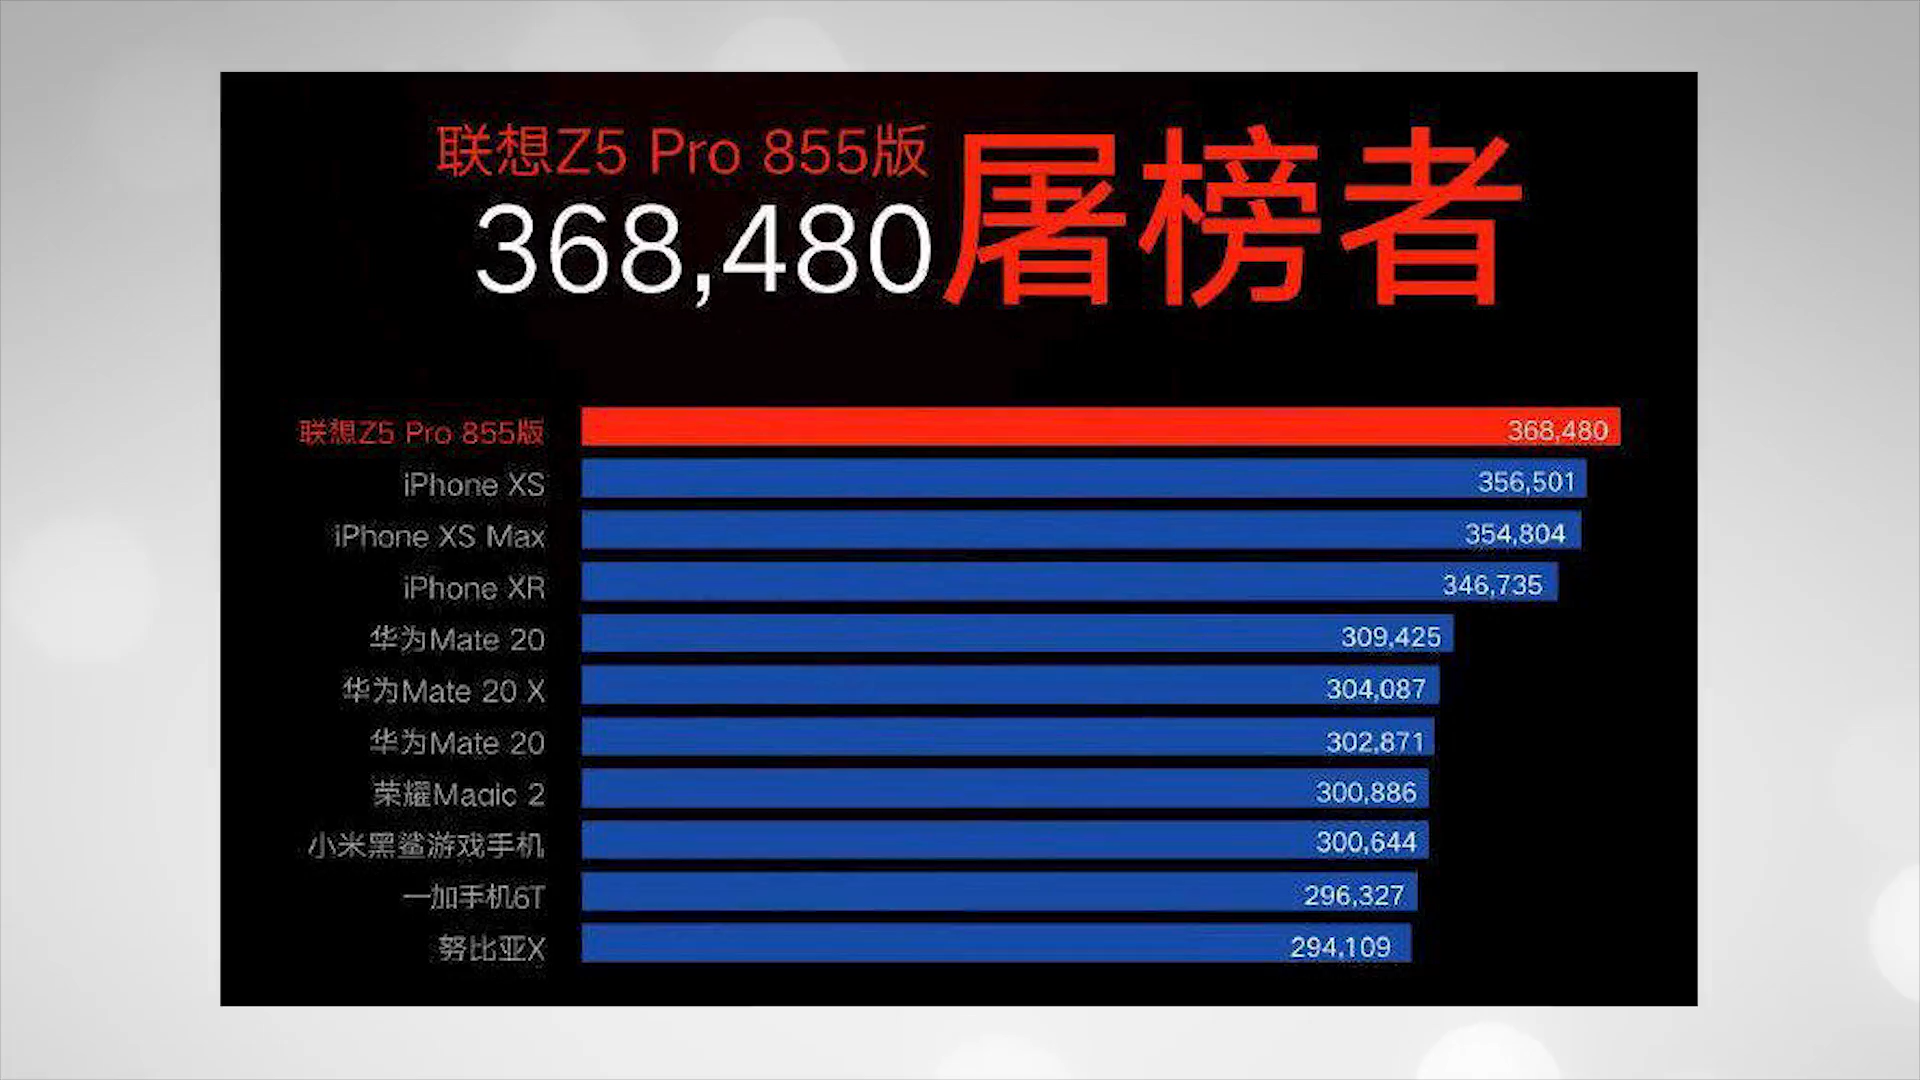 联想Z5 Pro 855版
368,480
屠榜者
联想Z5 Pro 855版 368,480
iPhone XS 356,501
iPhone XS Max 354,804
iPhone XR 346,735
华为Mate 20 309,425
华为Mate 20 X 304,087
华为Mate 20 302,871
荣耀Magic 2 300,886
小米黑鲨游戏手机 300,644
一加手机6T 296,327
努比亚X 294,109